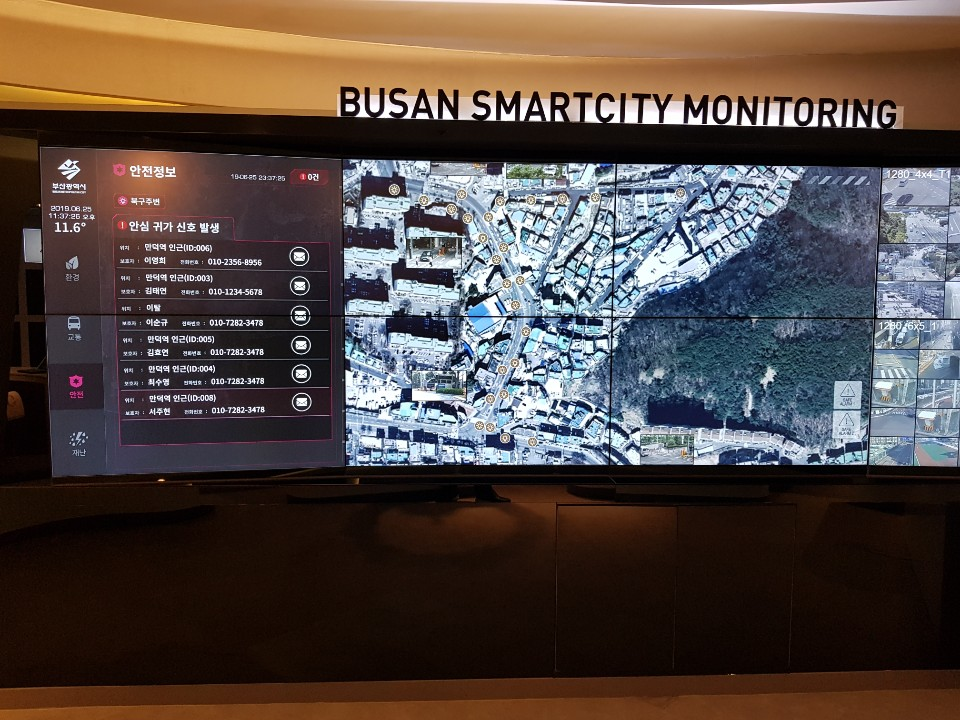 BUSAN SMARTCITY MONITORING
부산광역시
2019.06.25
11:37:26 오후
11.6°
환경
교통
안전
재난
안전정보
19-06-25 23:37:25
0건
북구주변
안심 귀가 신호 발생
위치 : 만덕역 인근(ID:006)
보호자 : 이영희 전화번호 : 010-2356-8956
위치 : 만덕역 인근(ID:003)
보호자 : 김태연 전화번호 : 010-1234-5678
위치 : 이탈
보호자 : 이순규 전화번호 : 010-7282-3478
위치 : 만덕역 인근(ID:005)
보호자 : 김효연 전화번호 : 010-7282-3478
위치 : 만덕역 인근(ID:004)
보호자 : 최수영 전화번호 : 010-7282-3478
위치 : 만덕역 인근(ID:008)
보호자 : 서주현 전화번호 : 010-7282-3478
1280_4x4_T1
1280_6x5_1